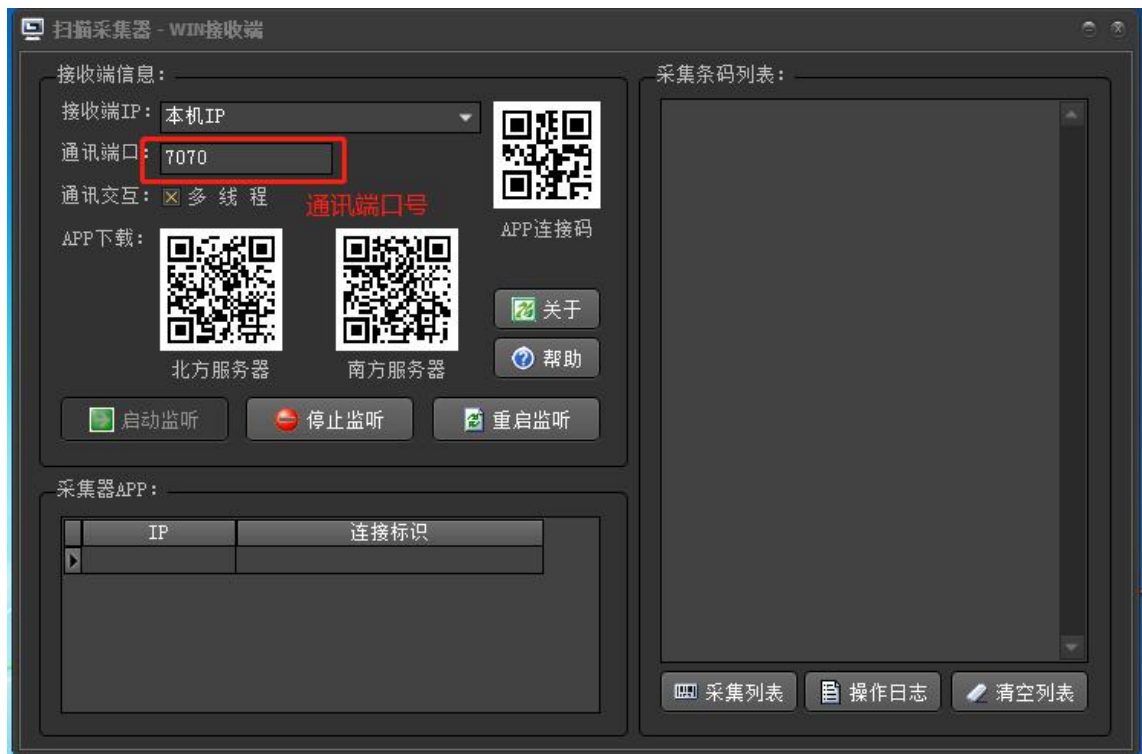 扫描采集器 - WIN接收端
接收端信息：
接收端IP： 本机IP
通讯端口： 7070
通讯交互： 多 线 程
通讯端口号
APP连接码
APP下载：
关于
帮助
北方服务器 南方服务器
启动监听 停止监听 重启监听
采集器APP：
IP 连接标识
采集条码列表：
采集列表 操作日志 清空列表